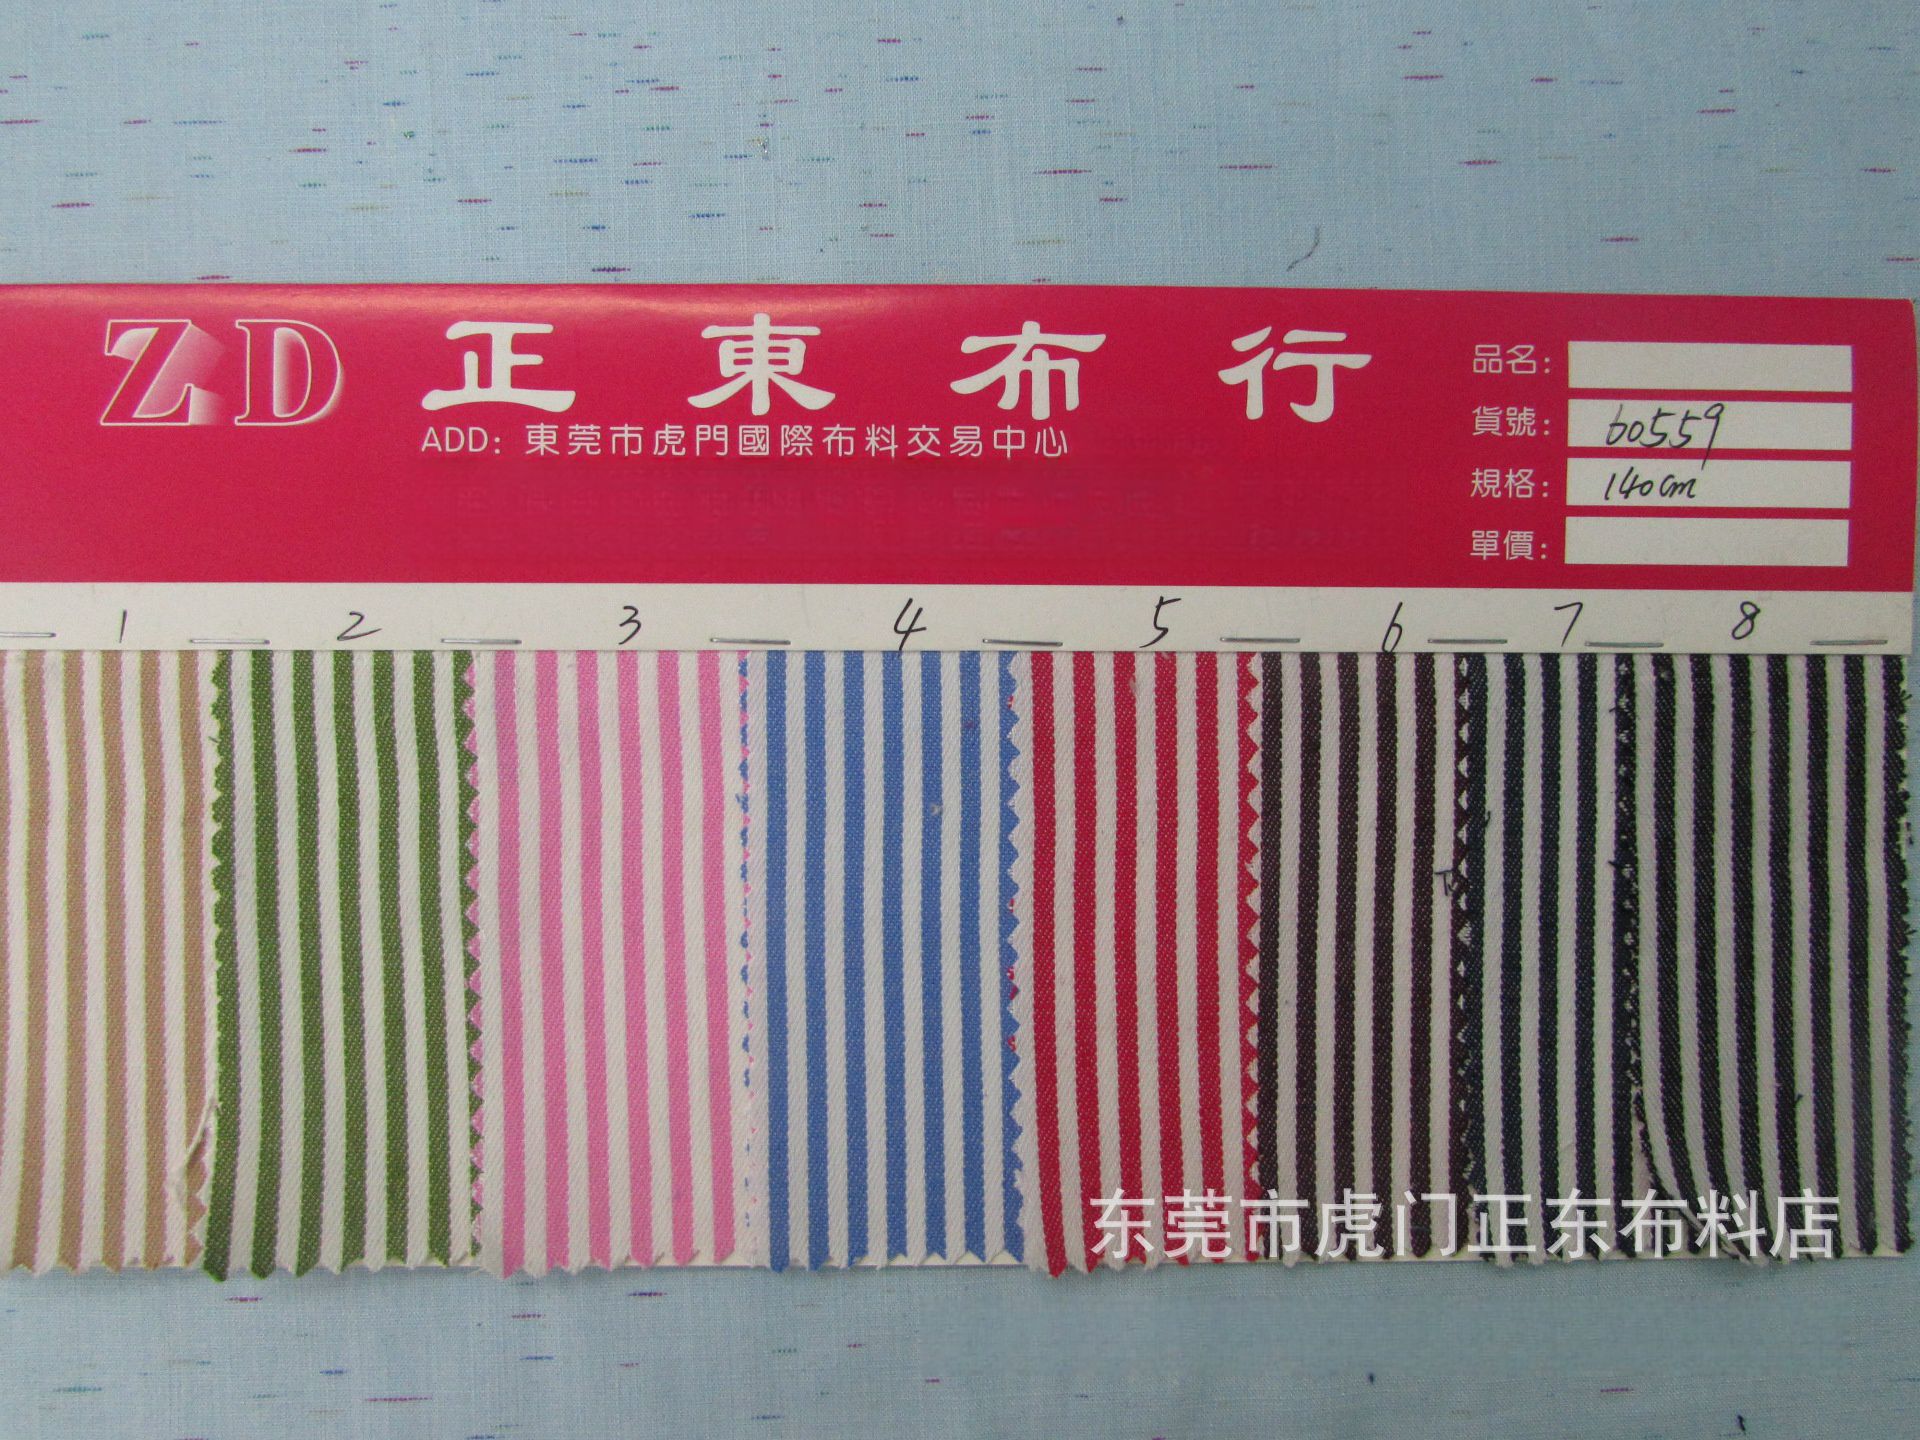 ZD 正東布行
ADD: 東莞市虎門國際布料交易中心
品名:
貨號: 60559
規格: 140cm
單價:
1 2 3 4 5 6 7 8
东莞市虎门正东布料店